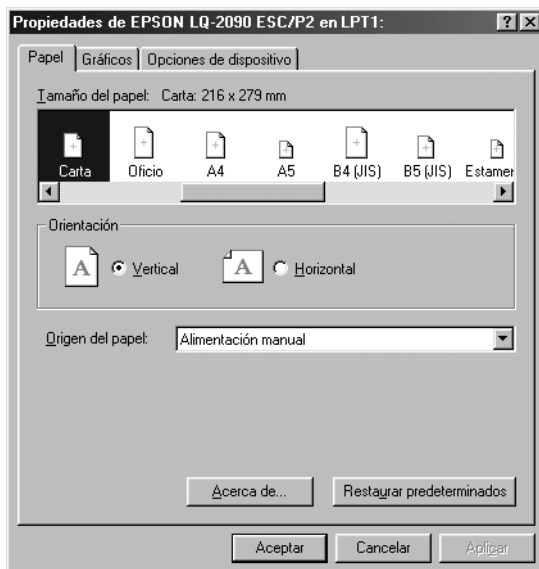 Propiedades de EPSON LQ-2090 ESC/P2 en LPT1:
Papel Gráficos Opciones de dispositivo
Tamaño del papel: Carta: 216 x 279 mm
Carta Oficio A4 A5 B4 (JIS) B5 (JIS) Estamer
Orientación
A Vertical A Horizontal
Origen del papel: Alimentación manual
Acerca de... Restaurar predeterminados
Aceptar Cancelar Aplicar